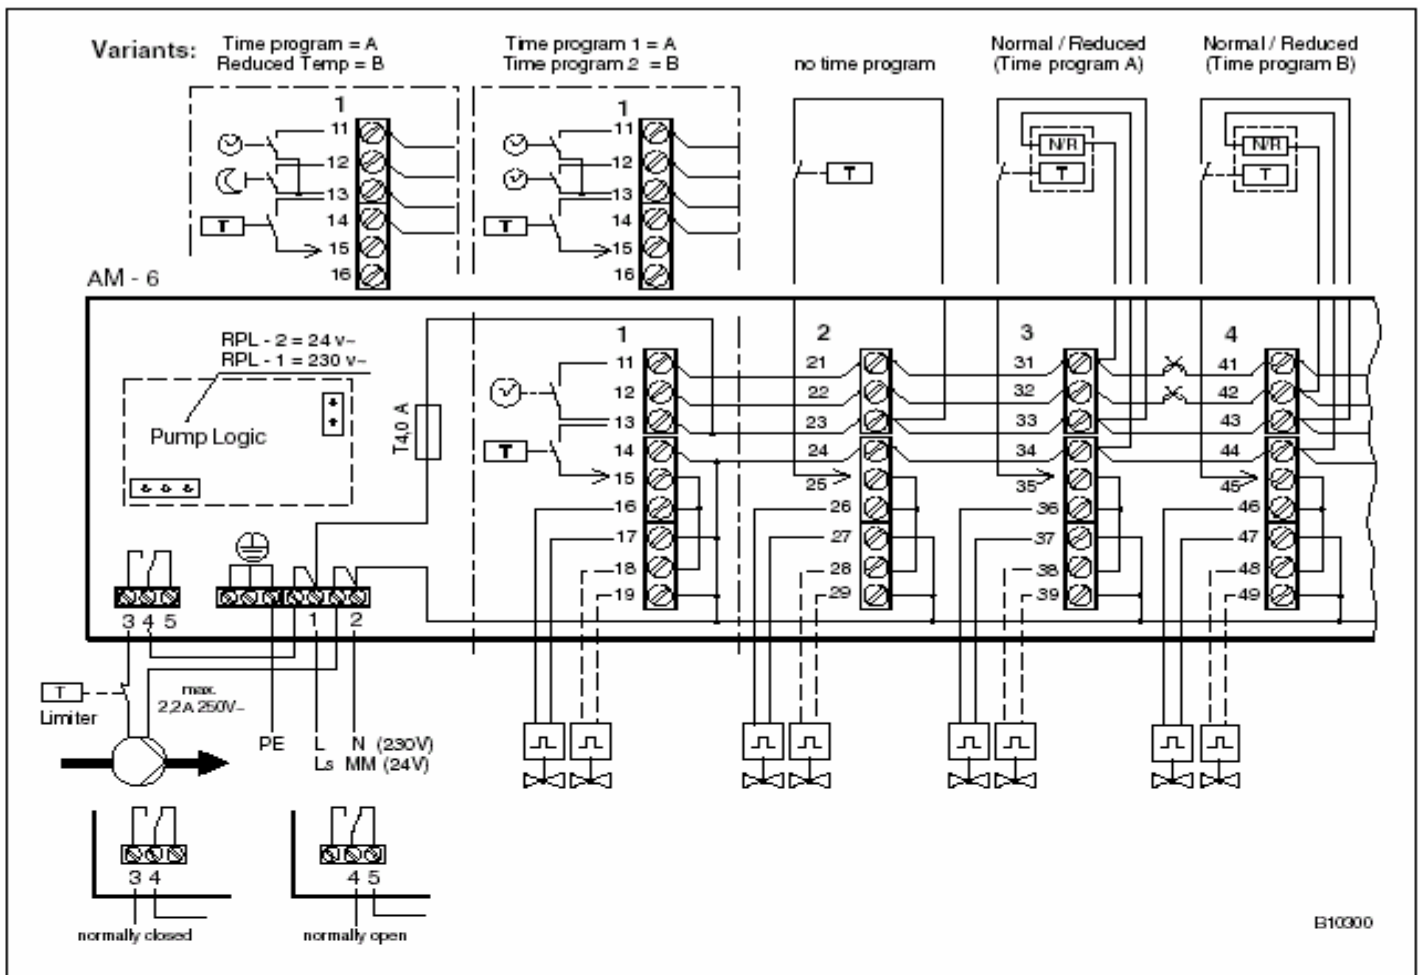 Variants:
Time program = A
Reduced Temp = B
Time program 1 = A
Time program 2 = B
no time program
Normal / Reduced
(Time program A)
Normal / Reduced
(Time program B)
1
11
12
13
14
15
16
T
1
11
12
13
14
15
16
T
T
N/R
T
N/R
T
AM - 6
RPL - 2 = 24 v~
RPL - 1 = 230 v~
Pump Logic
T4,0 A
1
11
12
13
14
15
16
17
18
19
T
2
21
22
23
24
25
26
27
28
29
3
31
32
33
34
35
36
37
38
39
4
41
42
43
44
45
46
47
48
49
3 4 5
1
2
T
Limiter
max.
2,2A 250V~
PE
L N (230V)
Ls MM (24V)
3 4
normally closed
4 5
normally open
B10300